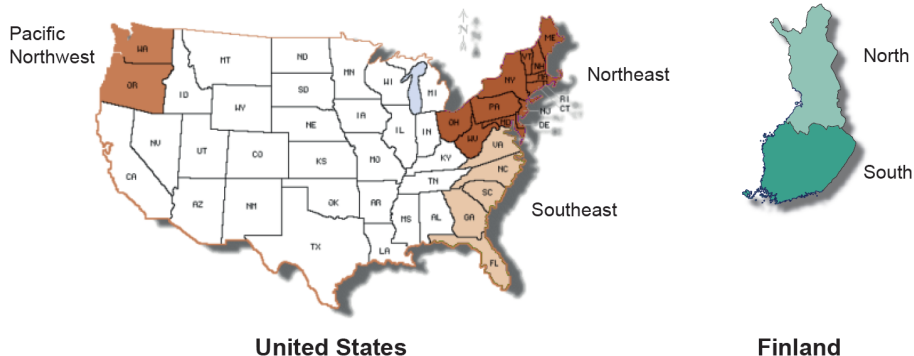 Pacific
Northwest
Northeast
Southeast
North
South
WA
OR
ID
MT
ND
MN
WI
MI
SD
WY
NE
IA
NV
UT
CO
KS
MO
IL
IN
OH
KY
WV
VA
CA
AZ
NM
OK
AR
TN
NC
SC
TX
LA
MS
AL
GA
FL
NY
PA
VT
NH
ME
MA
RI
CT
NJ
DE
MD
N
United States
Finland